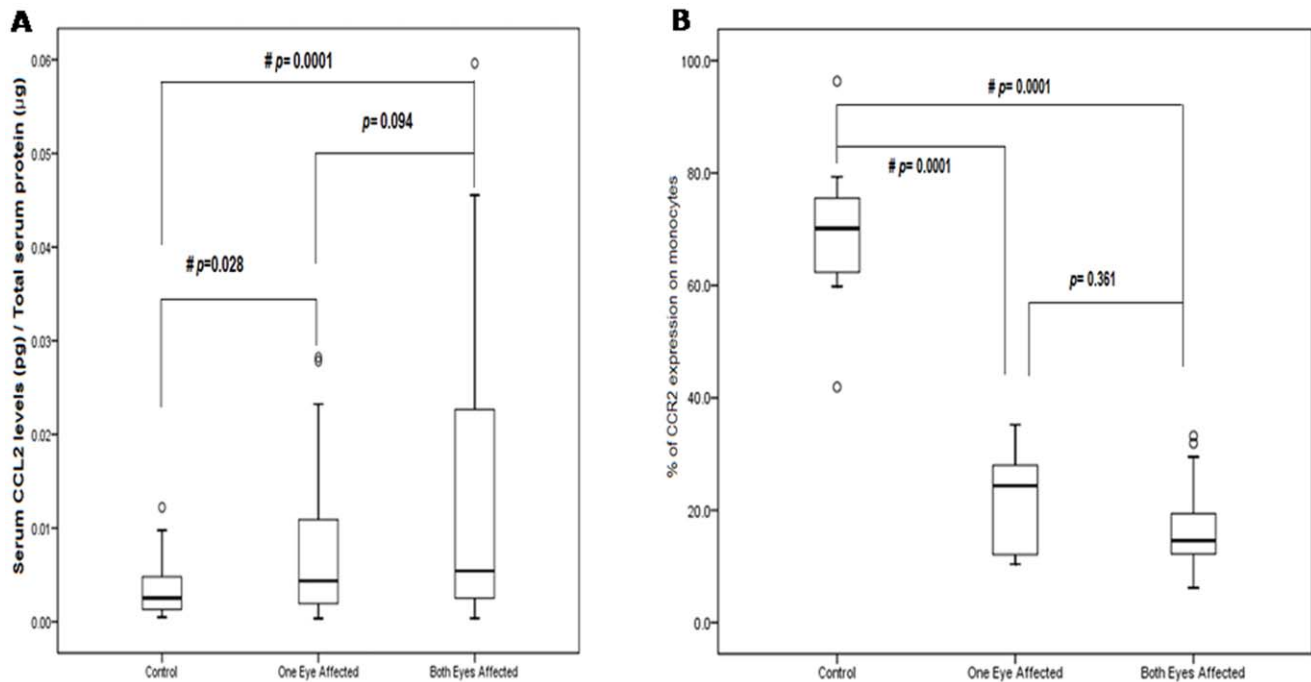 A
Serum CCL2 levels (pg) / Total serum protein (µg)
0.06
0.05
0.04
0.03
0.02
0.01
0.00
# p= 0.0001
p= 0.094
# p=0.028
Control
One Eye Affected
Both Eyes Affected
B
% of CCR2 expression on monocytes
100.0
80.0
60.0
40.0
20.0
0.0
# p= 0.0001
# p= 0.0001
p= 0.361
Control
One Eye Affected
Both Eyes Affected